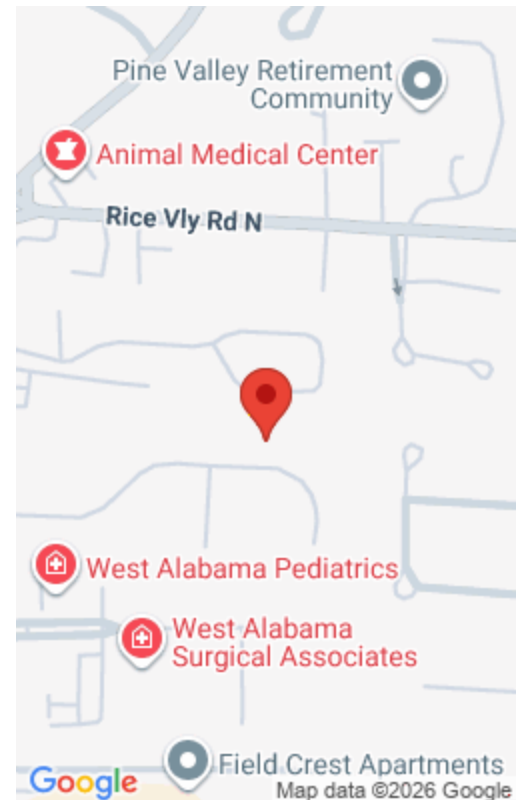 Pine Valley Retirement
Community
Animal Medical Center
Rice Vly Rd N
West Alabama Pediatrics
West Alabama
Surgical Associates
Field Crest Apartments
Google
Map data ©2026 Google